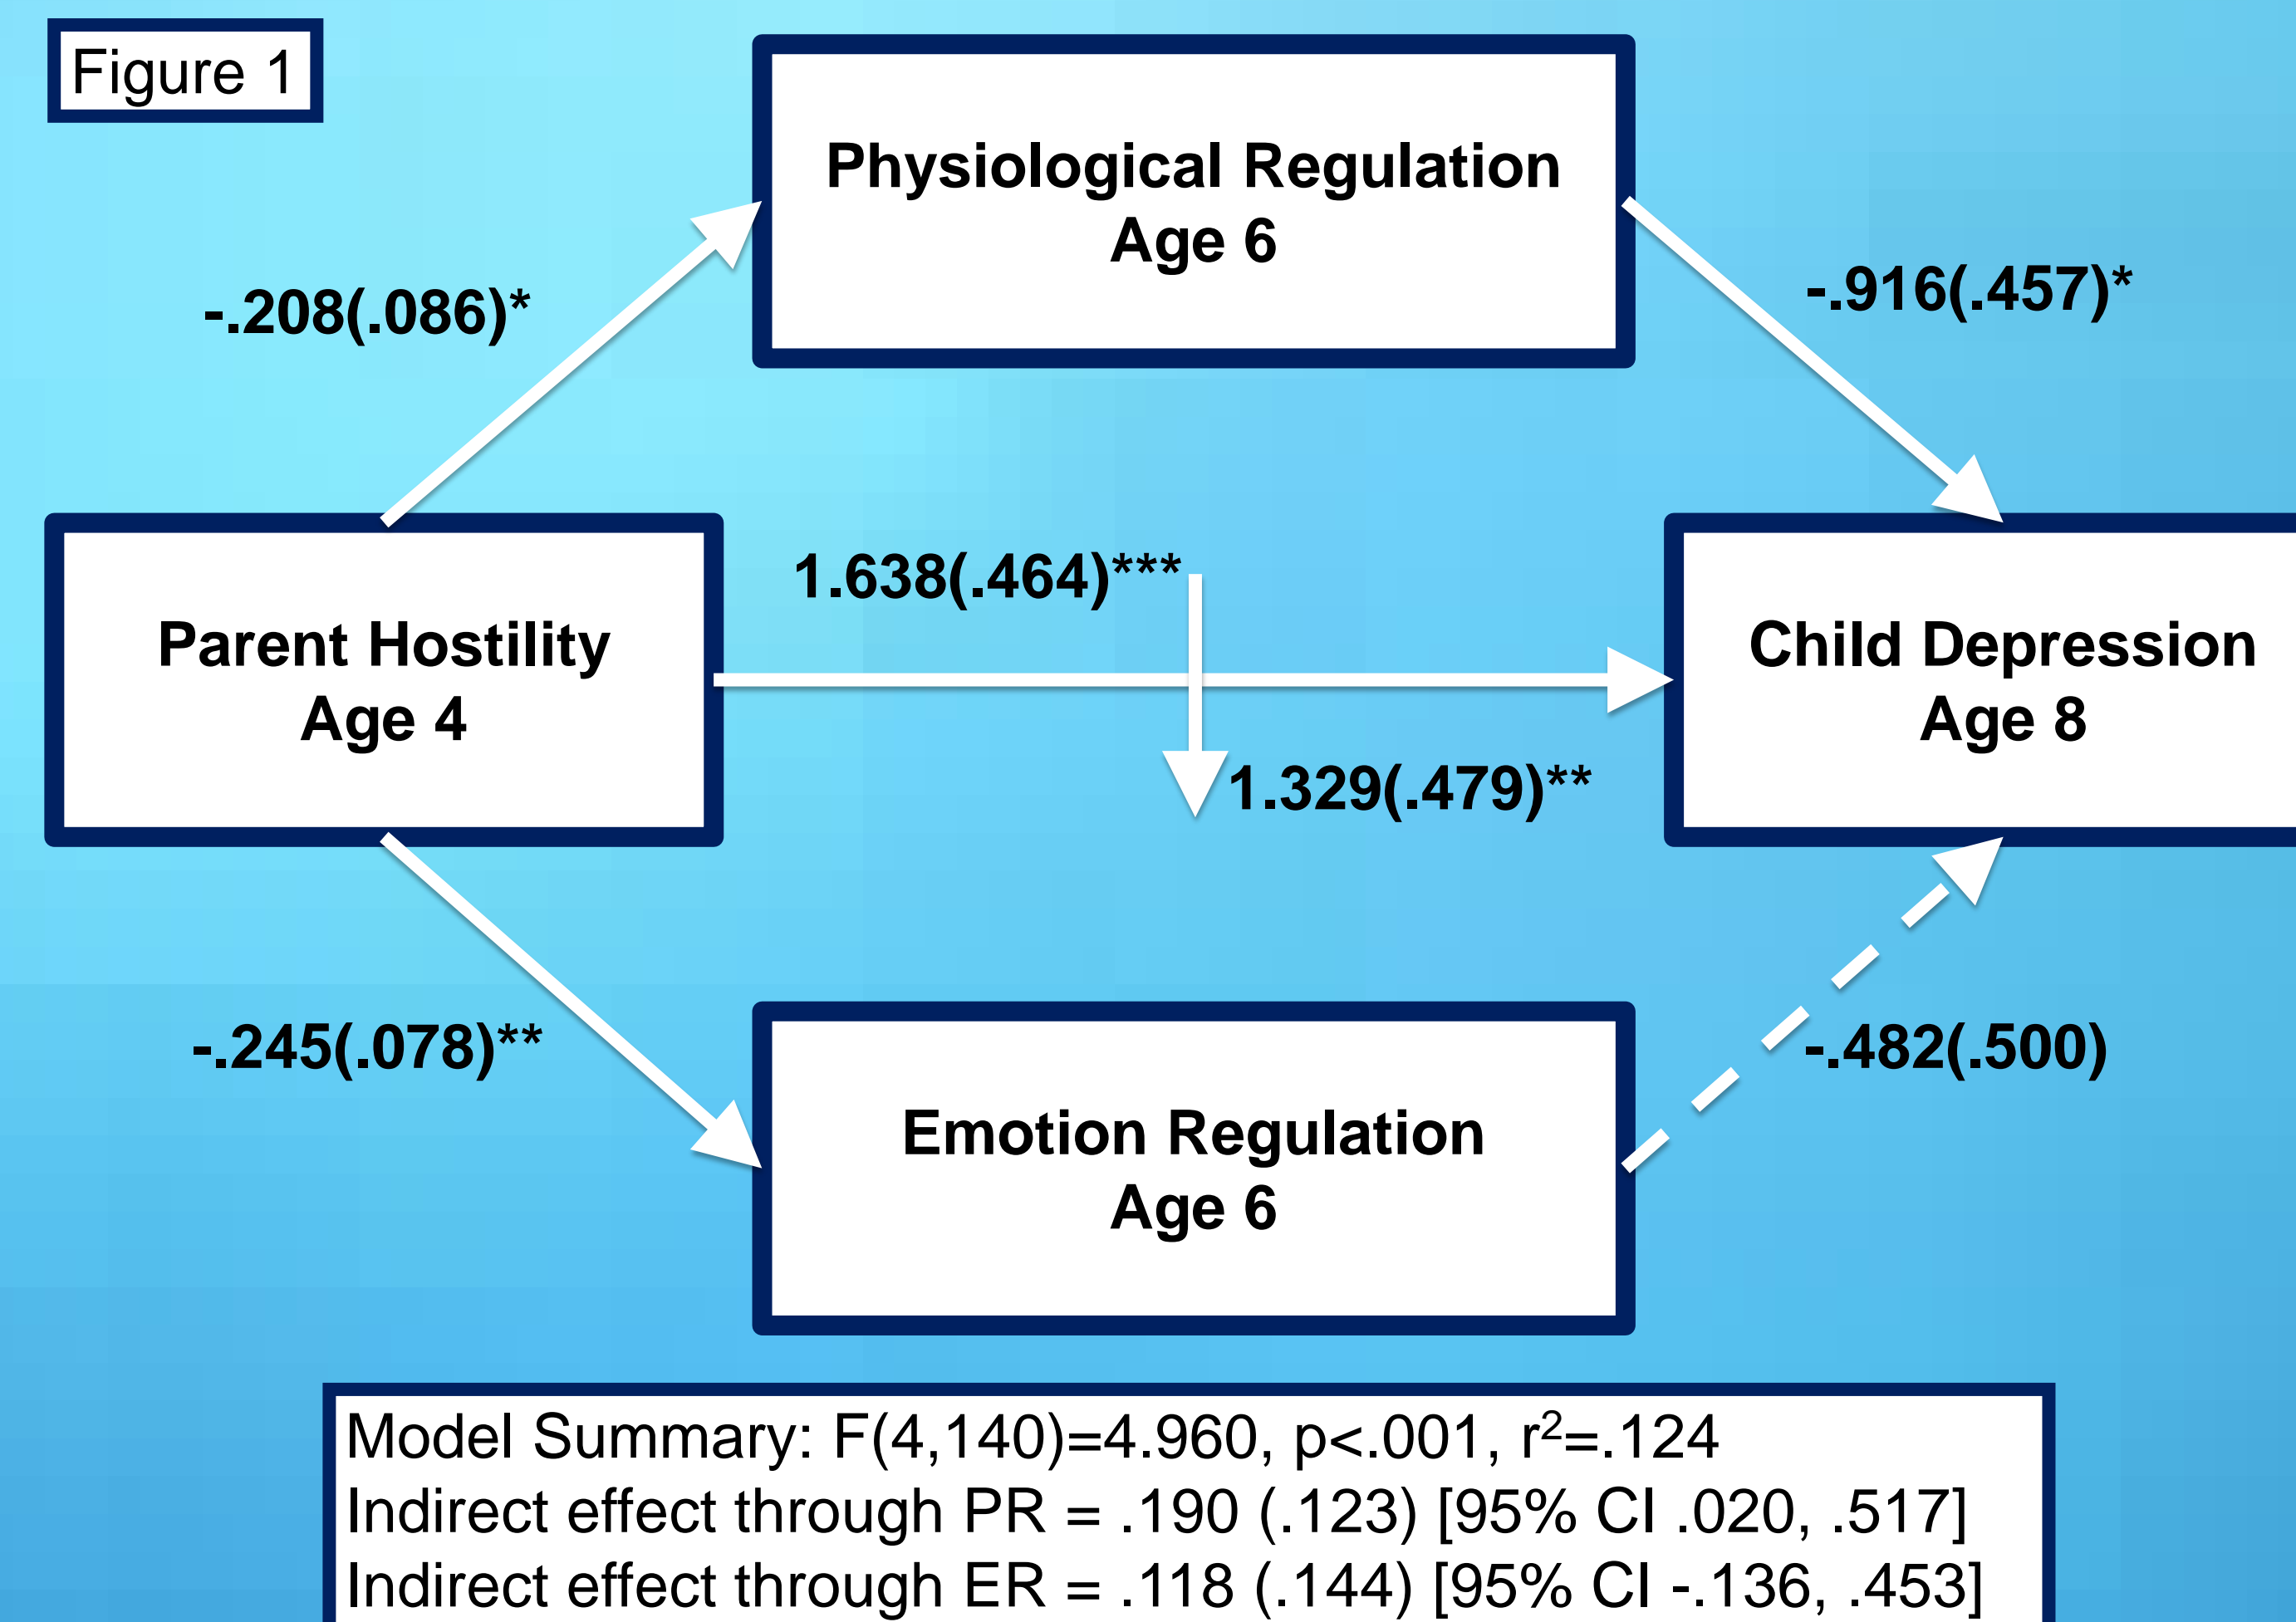 Figure 1
Physiological Regulation
Age 6
-.208(.086)*
-.916(.457)*
1.638(.464)***
Parent Hostility
Age 4
Child Depression
Age 8
1.329(.479)**
-.245(.078)**
-.482(.500)
Emotion Regulation
Age 6
Model Summary: F(4,140)=4.960, p<.001, r²=.124
Indirect effect through PR = .190 (.123) [95% CI .020, .517]
Indirect effect through ER = .118 (.144) [95% CI -.136, .453]